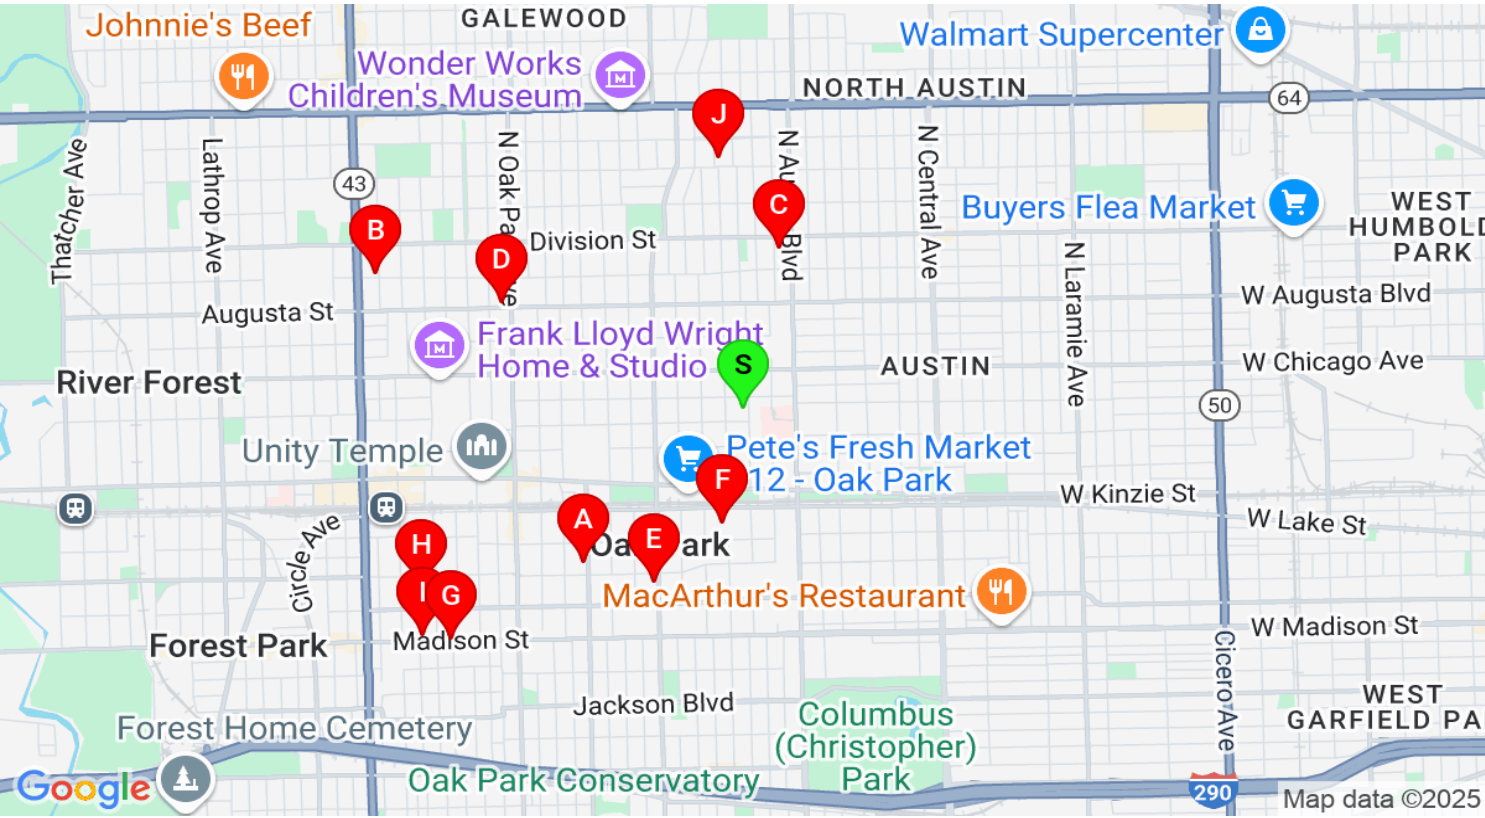 Johnnie's Beef
GALEWOOD
Walmart Supercenter
Wonder Works
Children's Museum
NORTH AUSTIN
64
J
Thatcher Ave
Lathrop Ave
43
N Oak Pa
ve
N Au
Blvd
N Central Ave
C
B
D
Division St
Buyers Flea Market
WEST
HUMBOLD
PARK
N Laramie Ave
Augusta St
W Augusta Blvd
Frank Lloyd Wright
Home & Studio
S
AUSTIN
W Chicago Ave
River Forest
50
Unity Temple
Pete's Fresh Market
12 - Oak Park
F
W Kinzie St
W Lake St
Circle Ave
A
H
E
Oa
ark
I
G
MacArthur's Restaurant
Forest Park
Madison St
W Madison St
Cicero Ave
Jackson Blvd
WEST
GARFIELD PA
Columbus
(Christopher)
Park
Forest Home Cemetery
Oak Park Conservatory
Google
290
Map data ©2025